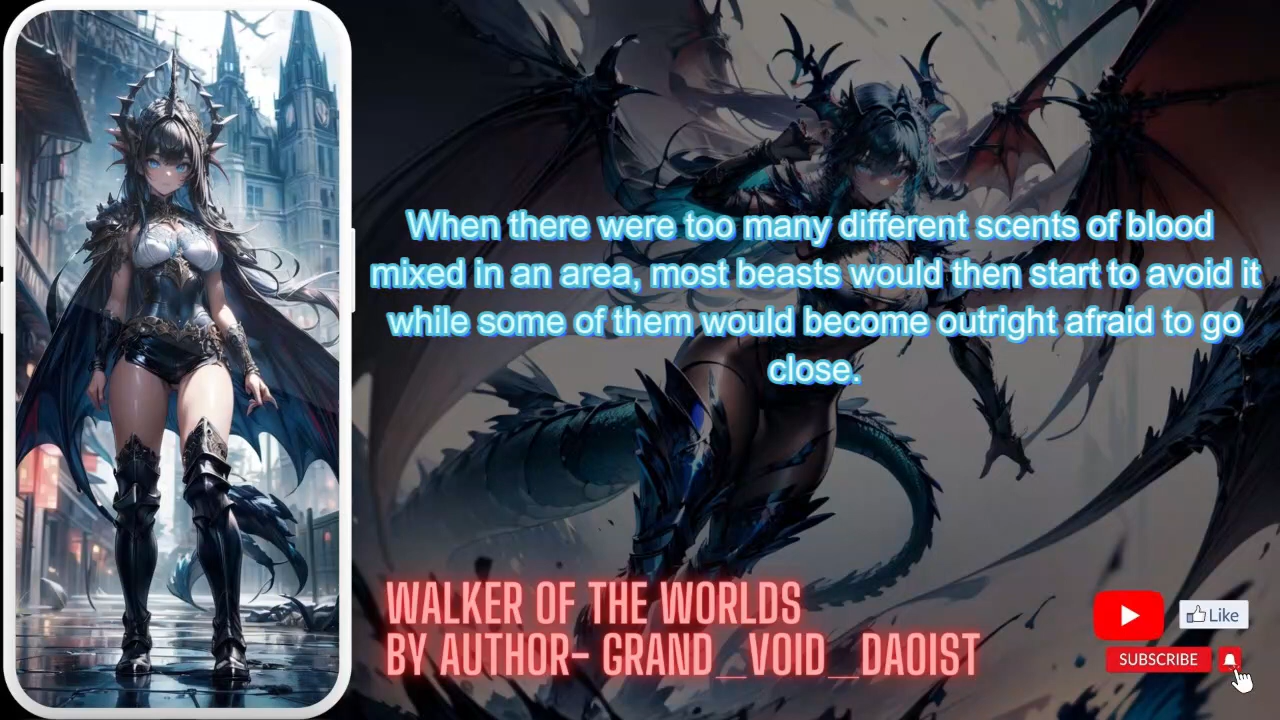 When there were too many different scents of blood
mixed in an area, most beasts would then start to avoid it
while some of them would become outright afraid to go
close.
WALKER OF THE WORLDS
BY AUTHOR- GRAND_VOID_DAOIST
Like
SUBSCRIBE